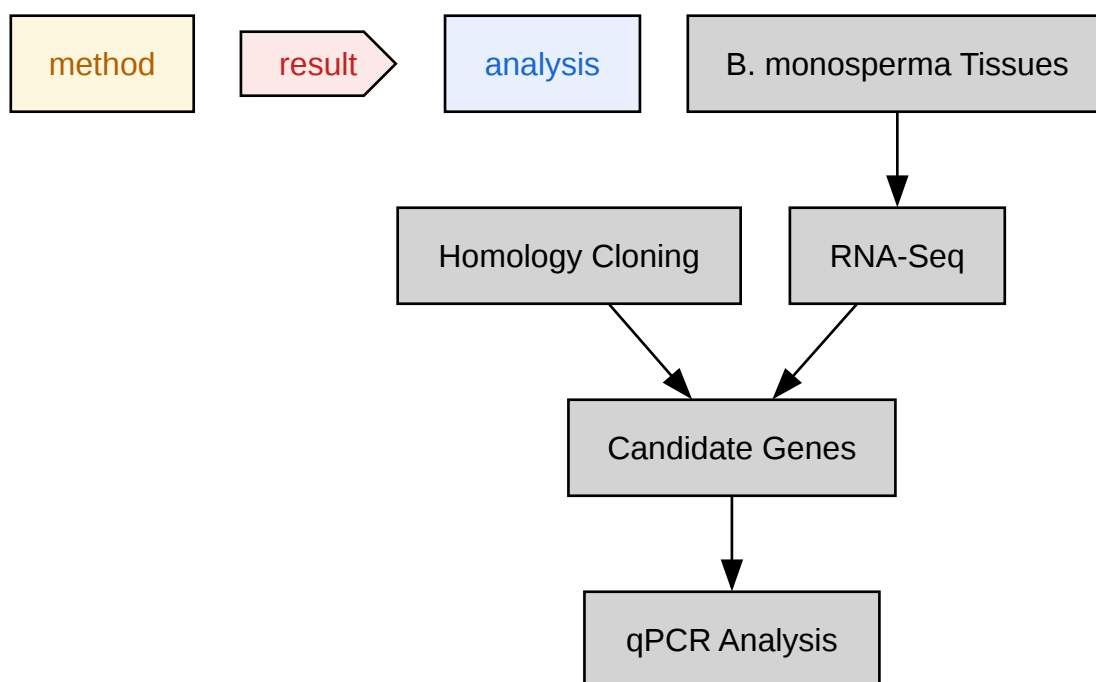 method
result
analysis
B. monosperma Tissues
Homology Cloning
RNA-Seq
Candidate Genes
qPCR Analysis